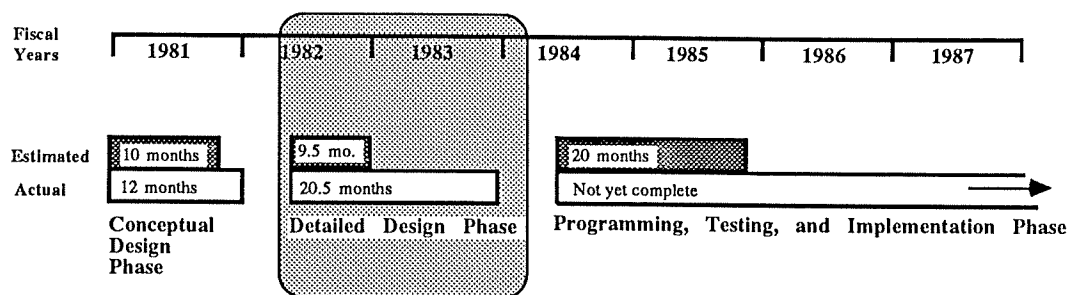 Fiscal
Years
1981 1982 1983 1984 1985 1986 1987
Estimated 10 months 9.5 mo. 20 months
Actual 12 months 20.5 months Not yet complete
Conceptual
Design
Phase
Detailed Design Phase
Programming, Testing, and Implementation Phase